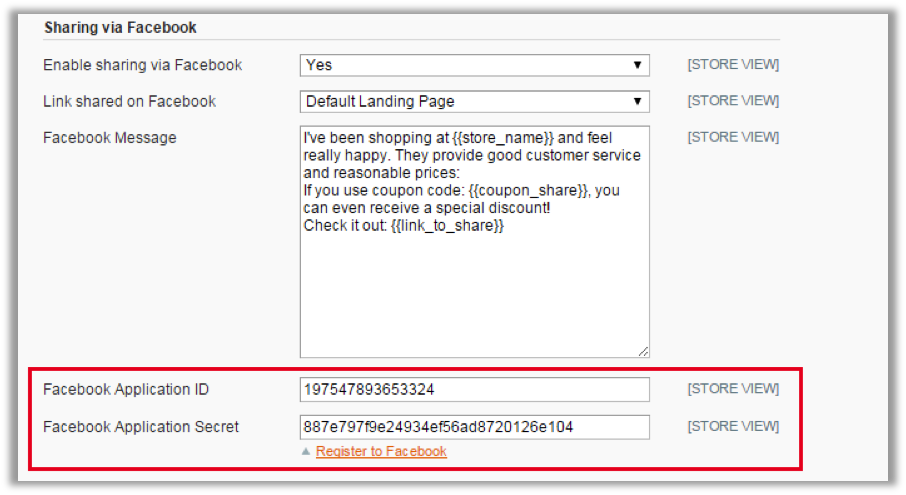 Sharing via Facebook
Enable sharing via Facebook Yes [STORE VIEW]
Link shared on Facebook Default Landing Page [STORE VIEW]
Facebook Message [STORE VIEW]
I've been shopping at {{store_name}} and feel
really happy. They provide good customer service
and reasonable prices:
If you use coupon code: {{coupon_share}}, you
can even receive a special discount!
Check it out: {{link_to_share}}
Facebook Application ID 197547893653324 [STORE VIEW]
Facebook Application Secret 887e797f9e24934ef56ad8720126e104 [STORE VIEW]
Register to Facebook